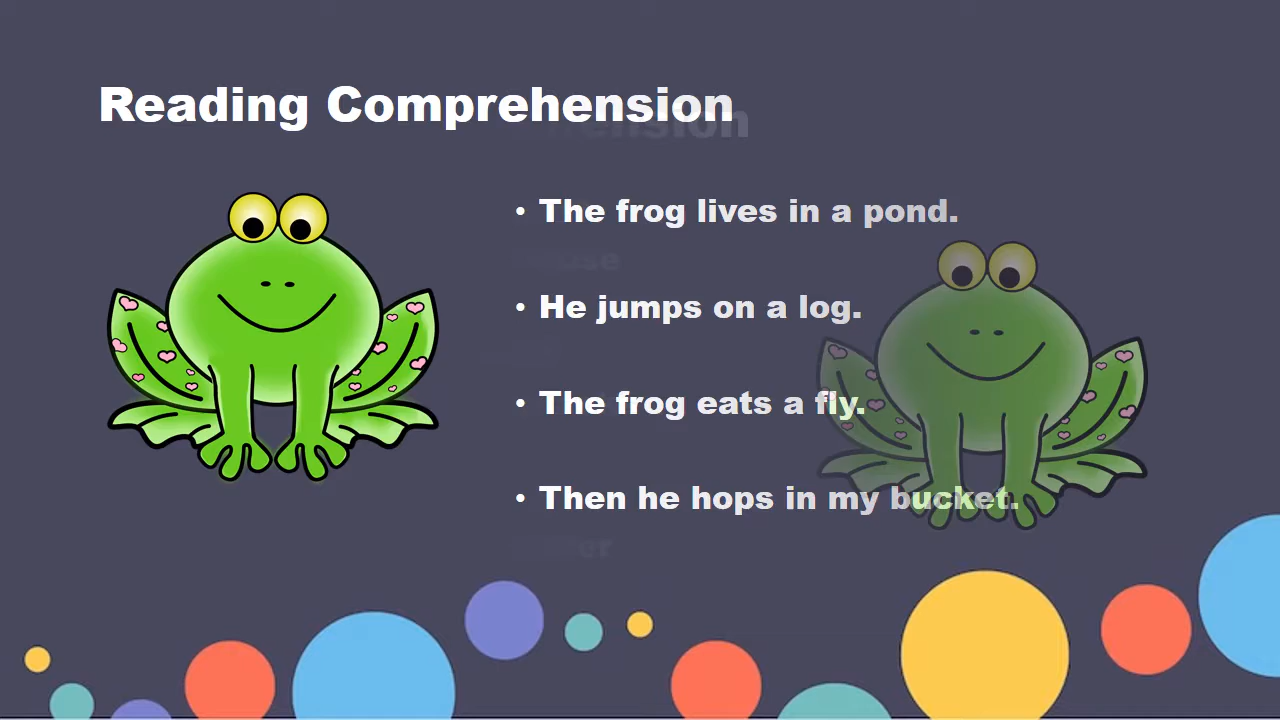 Reading Comprehension
• The frog lives in a pond.
• He jumps on a log.
• The frog eats a fly.
• Then he hops in my bucket.